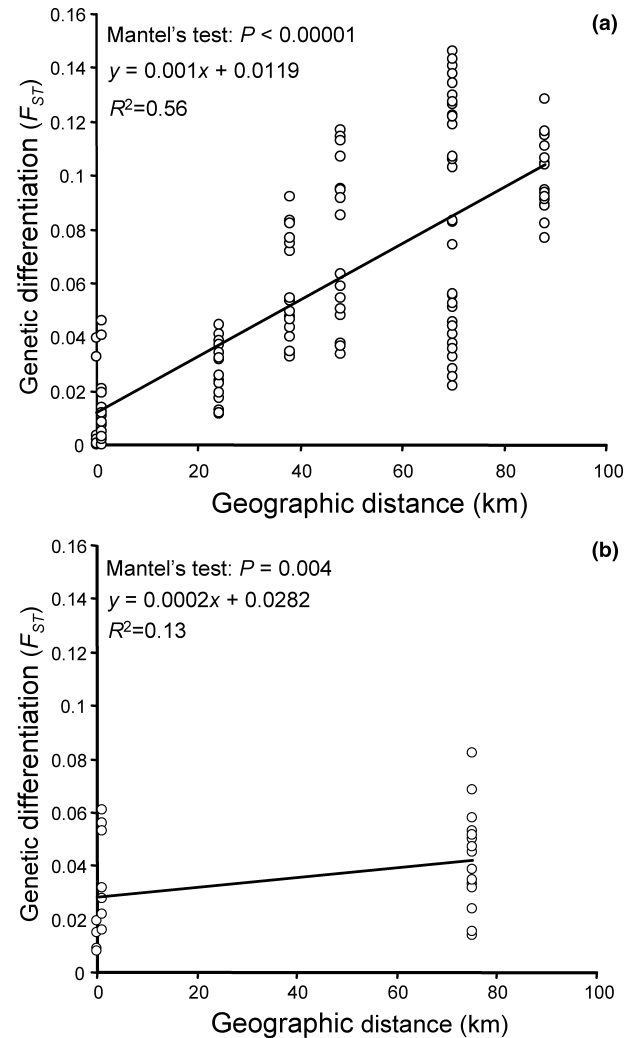 (a)
Mantel's test: P < 0.00001
y = 0.001x + 0.0119
R²=0.56
Genetic differentiation (F_ST)
0.16
0.14
0.12
0.1
0.08
0.06
0.04
0.02
0
0 20 40 60 80 100
Geographic distance (km)
(b)
Mantel's test: P = 0.004
y = 0.0002x + 0.0282
R²=0.13
Genetic differentiation (F_ST)
0.16
0.14
0.12
0.1
0.08
0.06
0.04
0.02
0
0 20 40 60 80 100
Geographic distance (km)